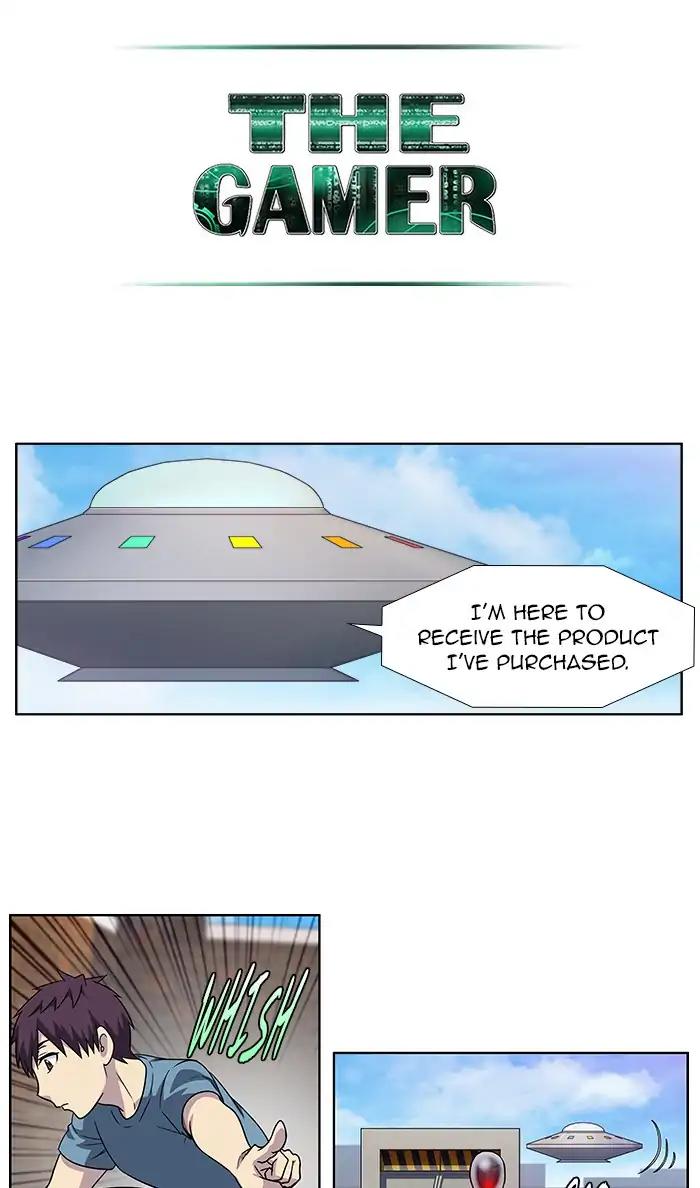 THE
GAMER
I'M HERE TO
RECEIVE THE PRODUCT
I'VE PURCHASED.
WHISH